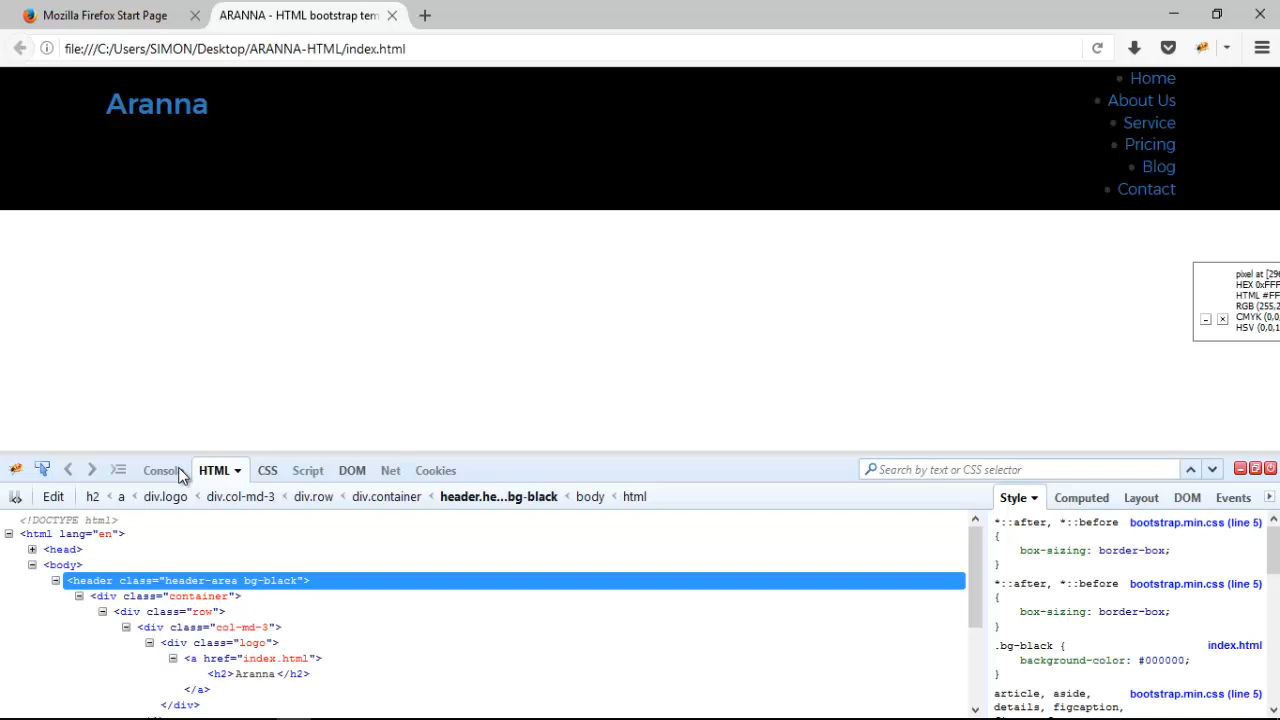 Mozilla Firefox Start Page
ARANNA - HTML bootstrap tem
file:///C:/Users/SIMON/Desktop/ARANNA-HTML/index.html
Aranna
Home
About Us
Service
Pricing
Blog
Contact
pixel at [296
HEX 0xFFF
HTML #FF
RGB (255,2
CMYK (0,0,
HSV (0,0,1
Console HTML CSS Script DOM Net Cookies
Search by text or CSS selector
Edit h2 < a < div.logo < div.col-md-3 < div.row < div.container < header.he...bg-black < body < html
Style Computed Layout DOM Events
<!DOCTYPE html>
<html lang="en">
<head>
<body>
<header class="header-area bg-black">
<div class="container">
<div class="row">
<div class="col-md-3">
<div class="logo">
<a href="index.html">
<h2>Aranna</h2>
</a>
</div>
*::after, *::before bootstrap.min.css (line 5)
{
box-sizing: border-box;
}
*::after, *::before bootstrap.min.css (line 5)
{
box-sizing: border-box;
}
.bg-black { index.html
background-color: #000000;
}
article, aside, bootstrap.min.css (line 5)
details, figcaption,